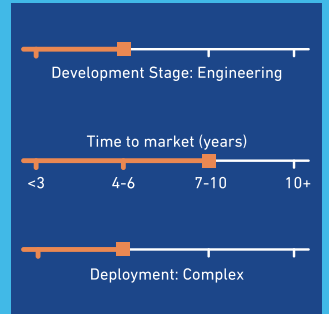 Development Stage: Engineering
Time to market (years)
<3 4-6 7-10 10+
Deployment: Complex